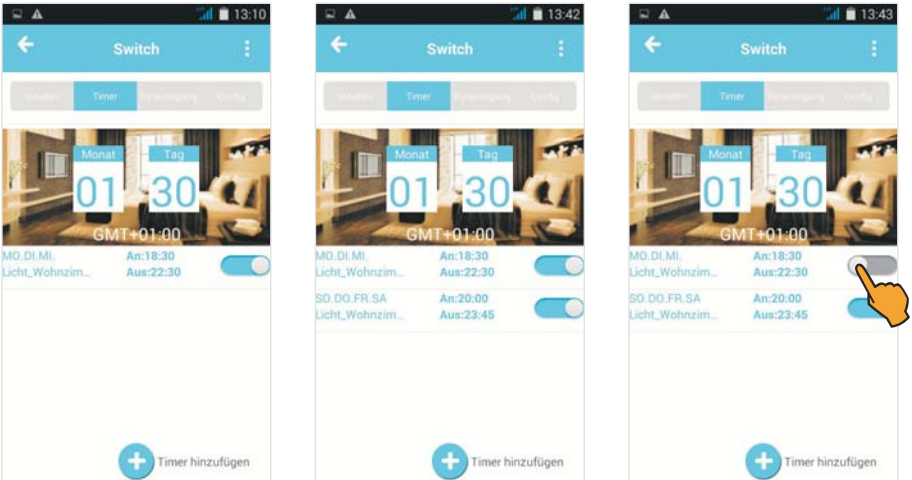 13:10
Switch
Timer
Monat Tag
01 30
GMT+01:00
MO.DI.MI. An:18:30
Licht_Wohnzim... Aus:22:30
Timer hinzufügen
13:42
Switch
Timer
Monat Tag
01 30
GMT+01:00
MO.DI.MI. An:18:30
Licht_Wohnzim... Aus:22:30
SO.DO.FR.SA An:20:00
Licht_Wohnzim... Aus:23:45
Timer hinzufügen
13:43
Switch
Timer
Monat Tag
01 30
GMT+01:00
MO.DI.MI. An:18:30
Licht_Wohnzim... Aus:22:30
SO.DO.FR.SA An:20:00
Licht_Wohnzim... Aus:23:45
Timer hinzufügen